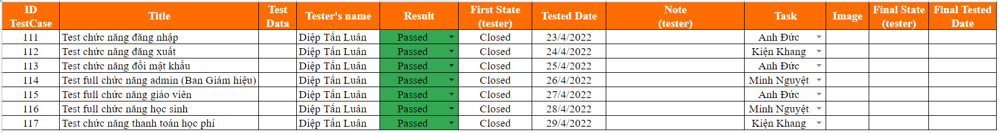 ID TestCase Title Test Data Tester's name Result First State (tester) Tested Date Note (tester) Task Image Final State (tester) Final Tested Date
111 Test chức năng đăng nhập Diệp Tấn Luân Passed Closed 23/4/2022 Anh Đức
112 Test chức năng đăng xuất Diệp Tấn Luân Passed Closed 24/4/2022 Kiện Khang
113 Test chức năng đổi mật khẩu Diệp Tấn Luân Passed Closed 25/4/2022 Anh Đức
114 Test full chức năng admin (Ban Giám hiệu) Diệp Tấn Luân Passed Closed 26/4/2022 Minh Nguyệt
115 Test full chức năng giáo viên Diệp Tấn Luân Passed Closed 27/4/2022 Anh Đức
116 Test full chức năng học sinh Diệp Tấn Luân Passed Closed 28/4/2022 Minh Nguyệt
117 Test chức năng thanh toán học phí Diệp Tấn Luân Passed Closed 29/4/2022 Kiện Khang